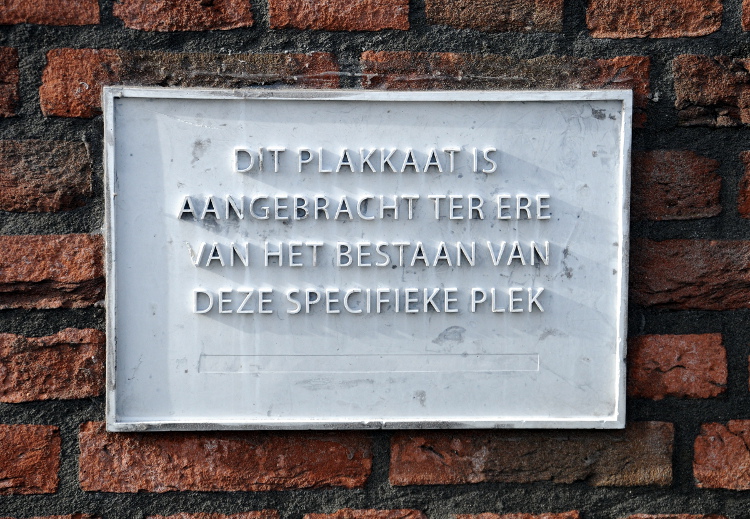 DIT PLAKKAAT IS
AANGEBRACHT TER ERE
VAN HET BESTAAN VAN
DEZE SPECIFIEKE PLEK